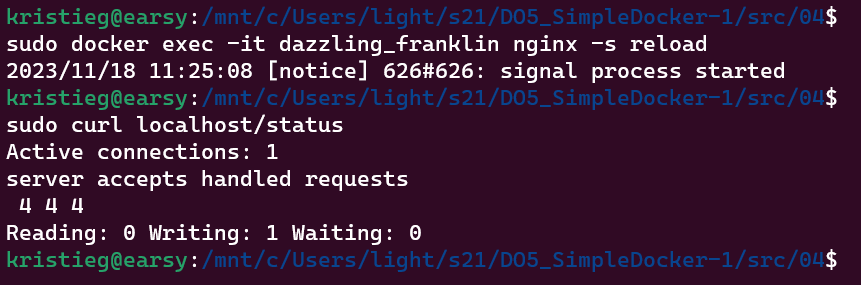 kristieg@earsy:/mnt/c/Users/light/s21/DO5_SimpleDocker-1/src/04$
sudo docker exec -it dazzling_franklin nginx -s reload
2023/11/18 11:25:08 [notice] 626#626: signal process started
kristieg@earsy:/mnt/c/Users/light/s21/DO5_SimpleDocker-1/src/04$
sudo curl localhost/status
Active connections: 1
server accepts handled requests
 4 4 4
Reading: 0 Writing: 1 Waiting: 0
kristieg@earsy:/mnt/c/Users/light/s21/DO5_SimpleDocker-1/src/04$